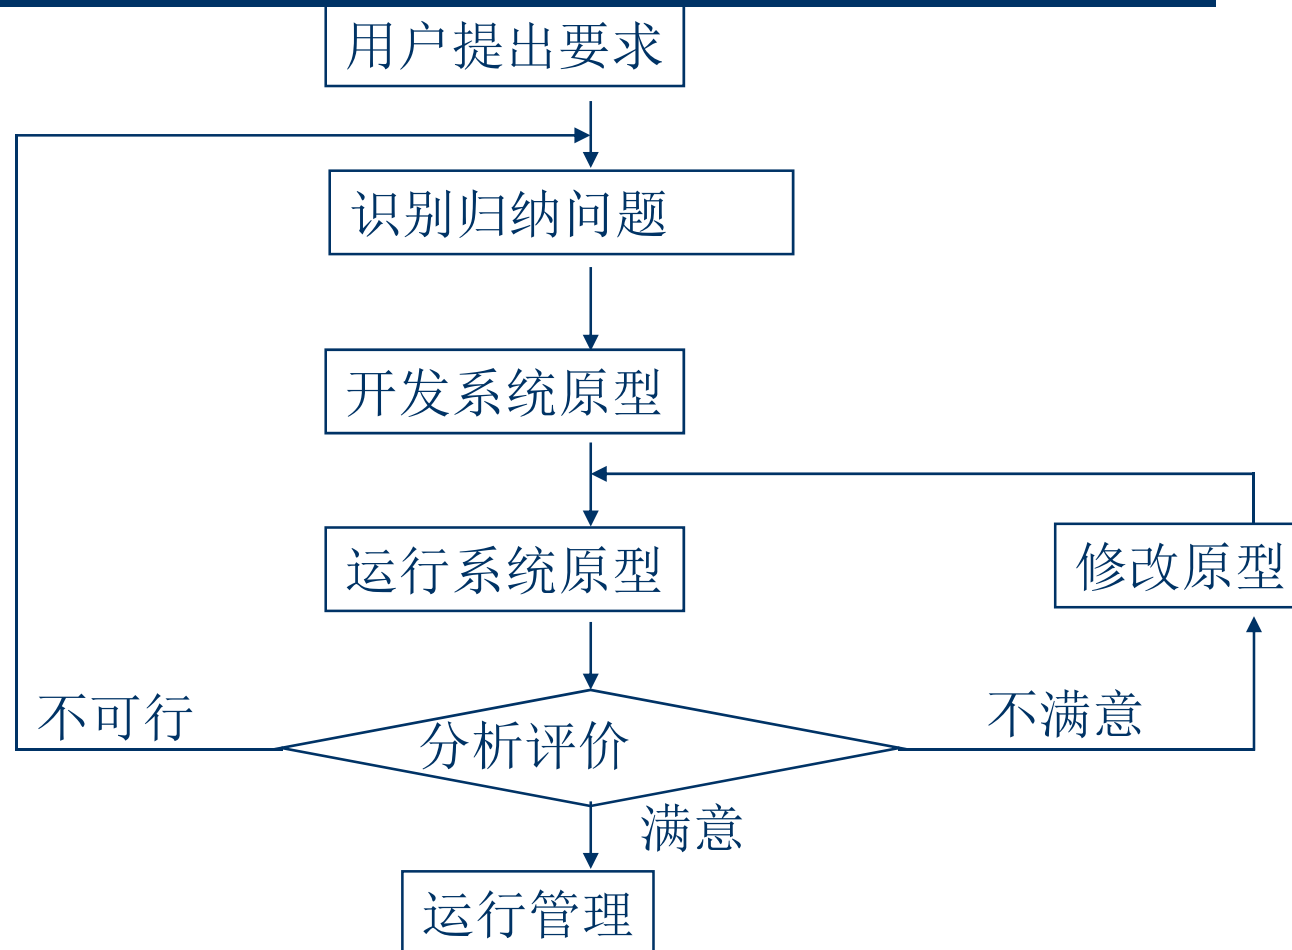 用户提出要求
识别归纳问题
开发系统原型
运行系统原型
修改原型
不可行
分析评价
不满意
满意
运行管理